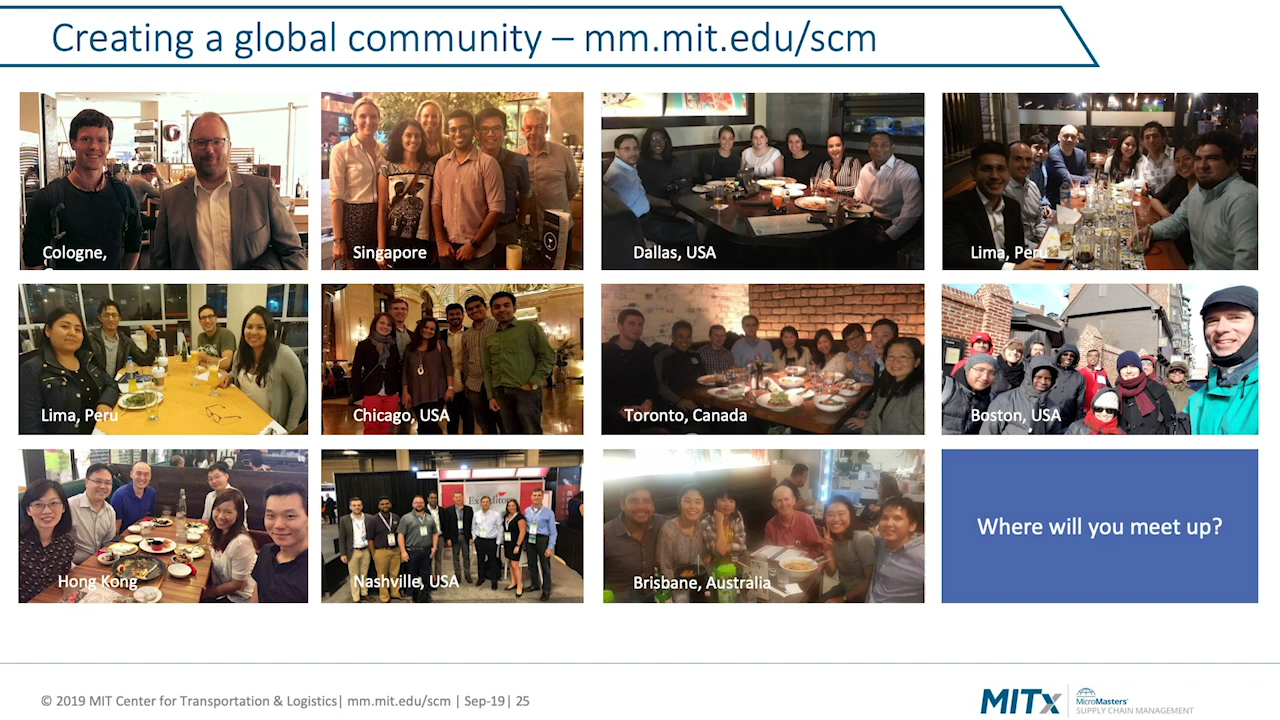 Creating a global community – mm.mit.edu/scm
Cologne,
Singapore
Dallas, USA
Lima, Peru
Lima, Peru
Chicago, USA
Toronto, Canada
Boston, USA
Hong Kong
Expeditors
Nashville, USA
Brisbane, Australia
Where will you meet up?
© 2019 MIT Center for Transportation & Logistics| mm.mit.edu/scm | Sep-19| 25
MITx
MicroMasters
SUPPLY CHAIN MANAGEMENT